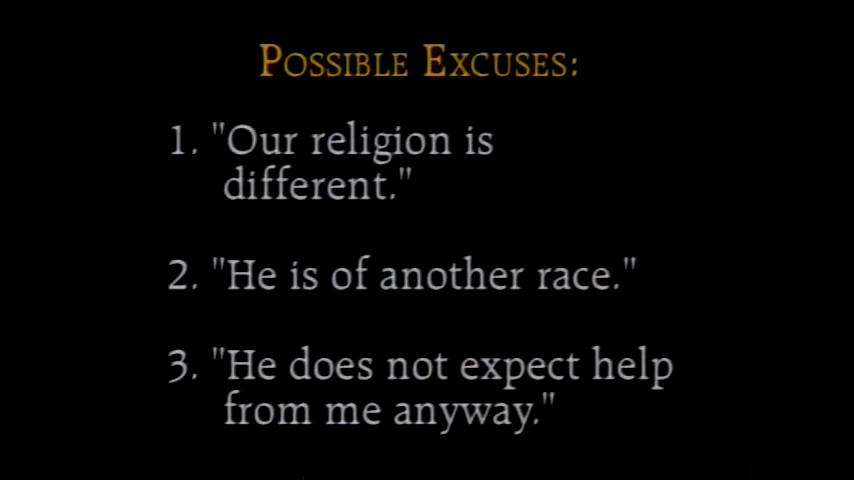 Possible Excuses:
1. "Our religion is
different."
2. "He is of another race."
3. "He does not expect help
from me anyway."